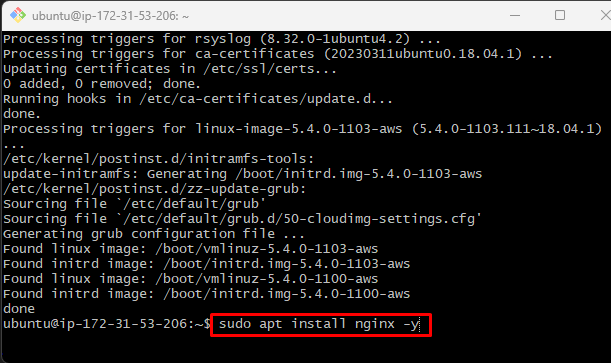 ubuntu@ip-172-31-53-206: ~
Processing triggers for rsyslog (8.32.0-1ubuntu4.2) ...
Processing triggers for ca-certificates (20230311ubuntu0.18.04.1) ...
Updating certificates in /etc/ssl/certs...
0 added, 0 removed; done.
Running hooks in /etc/ca-certificates/update.d...
done.
Processing triggers for linux-image-5.4.0-1103-aws (5.4.0-1103.111~18.04.1)
...
/etc/kernel/postinst.d/initramfs-tools:
update-initramfs: Generating /boot/initrd.img-5.4.0-1103-aws
/etc/kernel/postinst.d/zz-update-grub:
Sourcing file `/etc/default/grub'
Sourcing file `/etc/default/grub.d/50-cloudimg-settings.cfg'
Generating grub configuration file ...
Found linux image: /boot/vmlinuz-5.4.0-1103-aws
Found initrd image: /boot/initrd.img-5.4.0-1103-aws
Found linux image: /boot/vmlinuz-5.4.0-1100-aws
Found initrd image: /boot/initrd.img-5.4.0-1100-aws
done
ubuntu@ip-172-31-53-206:~$ sudo apt install nginx -y